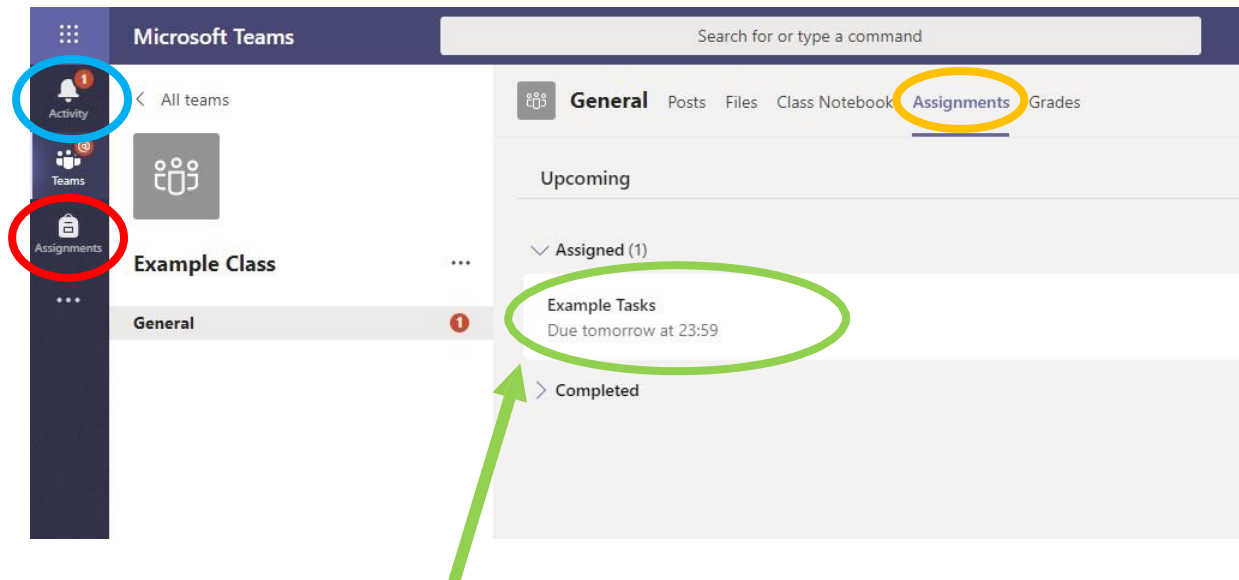 Microsoft Teams
Search for or type a command
1
Activity
@
Teams
Assignments
All teams
Example Class
General
1
General Posts Files Class Notebook Assignments Grades
Upcoming
Assigned (1)
Example Tasks
Due tomorrow at 23:59
Completed